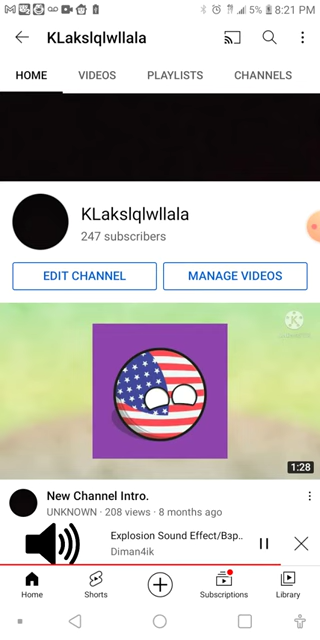 5% 8:21 PM
KLakslqlwllala
HOME VIDEOS PLAYLISTS CHANNELS
KLakslqlwllala
247 subscribers
EDIT CHANNEL MANAGE VIDEOS
1:28
New Channel Intro.
UNKNOWN · 208 views · 8 months ago
Explosion Sound Effect/Bap..
Diman4ik
Home Shorts Subscriptions Library